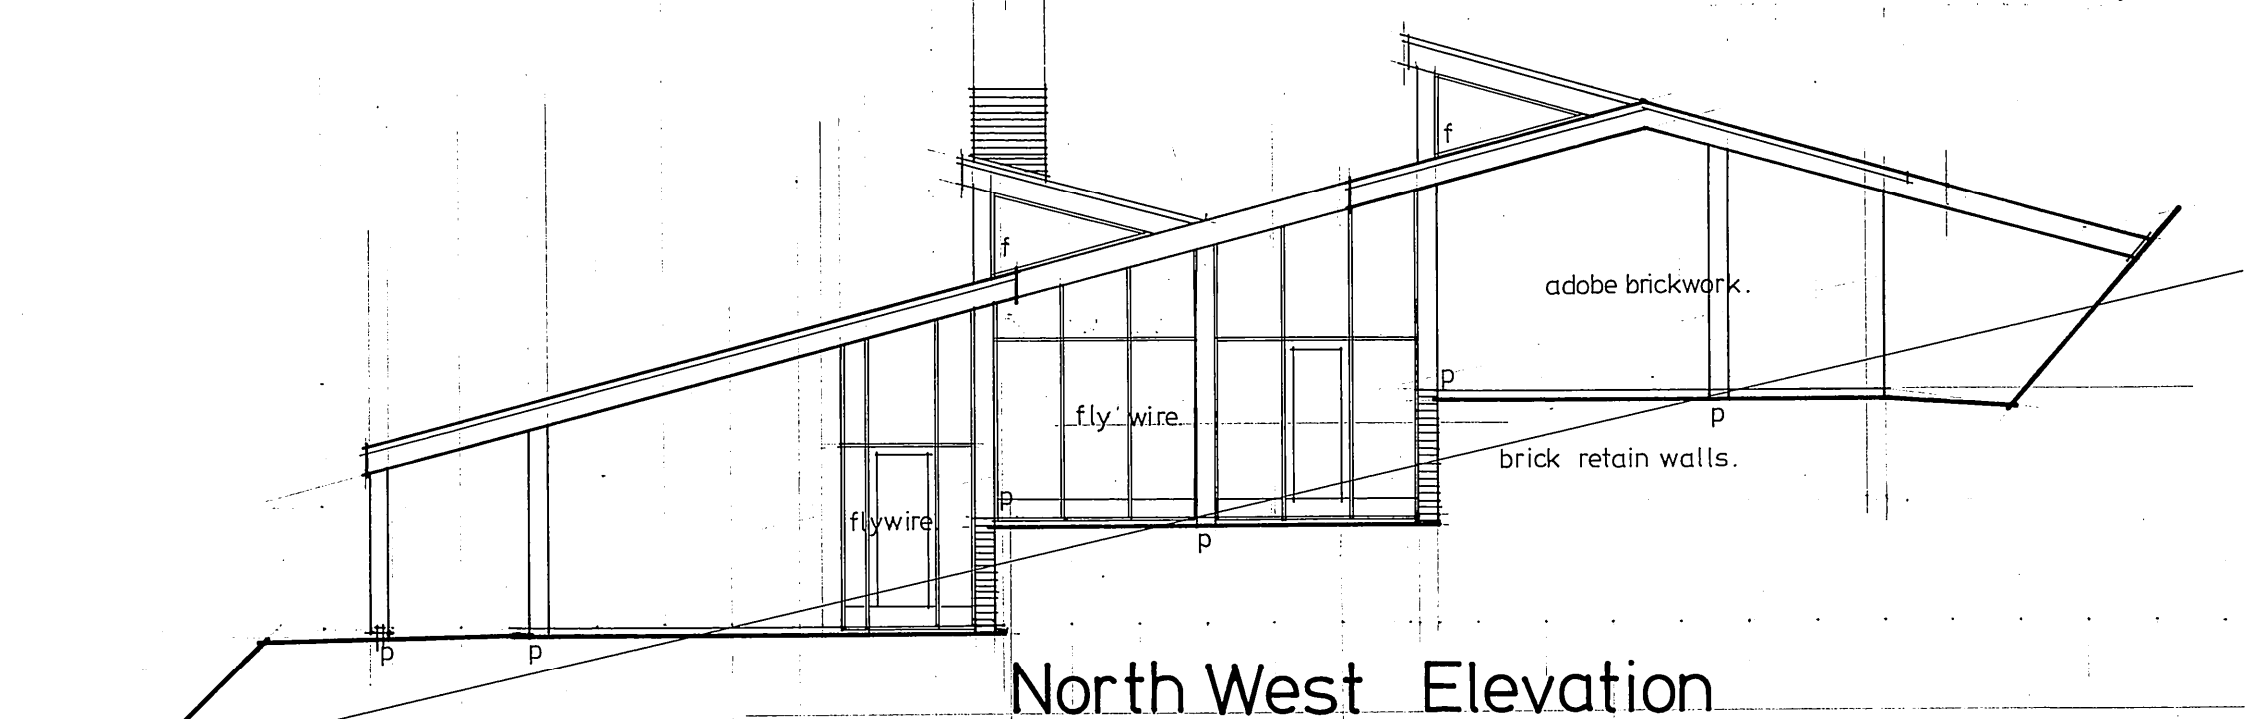 f
f
adobe brickwork.
p
fly wire.
p
brick retain walls.
p
flywire.
p
p
p
North West Elevation